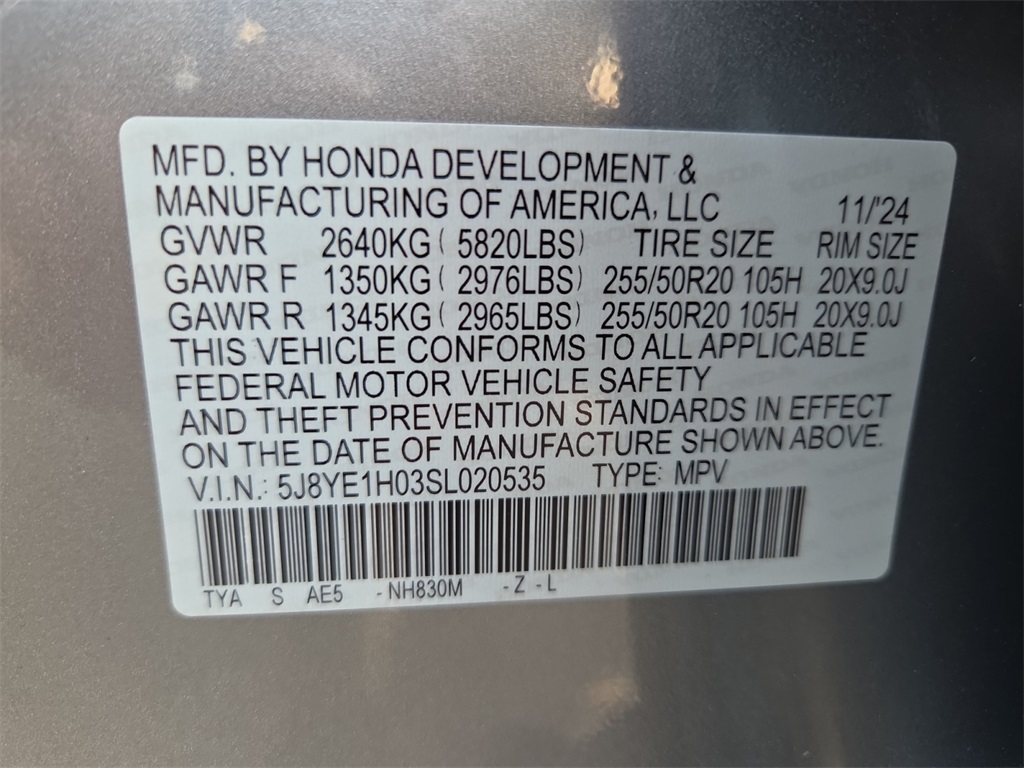 MFD. BY HONDA DEVELOPMENT &
MANUFACTURING OF AMERICA, LLC 11/'24
GVWR 2640KG ( 5820LBS) TIRE SIZE RIM SIZE
GAWR F 1350KG ( 2976LBS) 255/50R20 105H 20X9.0J
GAWR R 1345KG ( 2965LBS) 255/50R20 105H 20X9.0J
THIS VEHICLE CONFORMS TO ALL APPLICABLE
FEDERAL MOTOR VEHICLE SAFETY
AND THEFT PREVENTION STANDARDS IN EFFECT
ON THE DATE OF MANUFACTURE SHOWN ABOVE.
V.I.N.: 5J8YE1H03SL020535 TYPE: MPV
TYA S AE5 -NH830M -Z -L